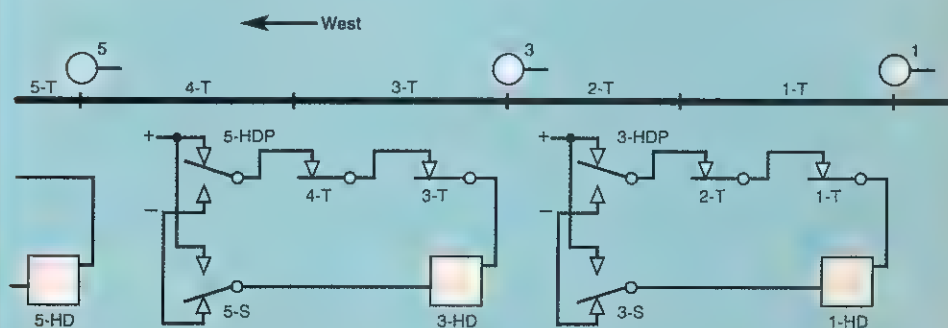 West
5 3 1
5-T 4-T 3-T 2-T 1-T
+ 5-HDP + 3-HDP
4-T 3-T 2-T 1-T
− −
5-S 3-S
5-HD 3-HD 1-HD